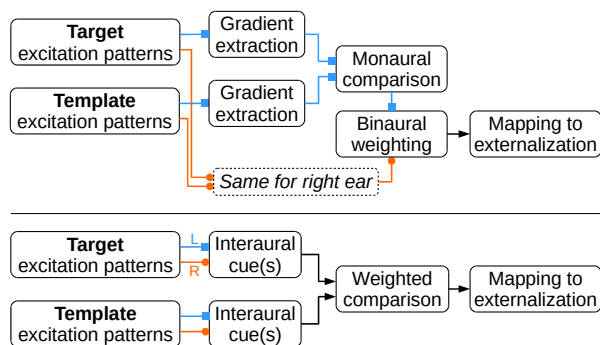 Target
excitation patterns
Gradient
extraction
Monaural
comparison
Template
excitation patterns
Gradient
extraction
Binaural
weighting
Mapping to
externalization
Same for right ear
Target
excitation patterns
L
R
Interaural
cue(s)
Weighted
comparison
Mapping to
externalization
Template
excitation patterns
Interaural
cue(s)